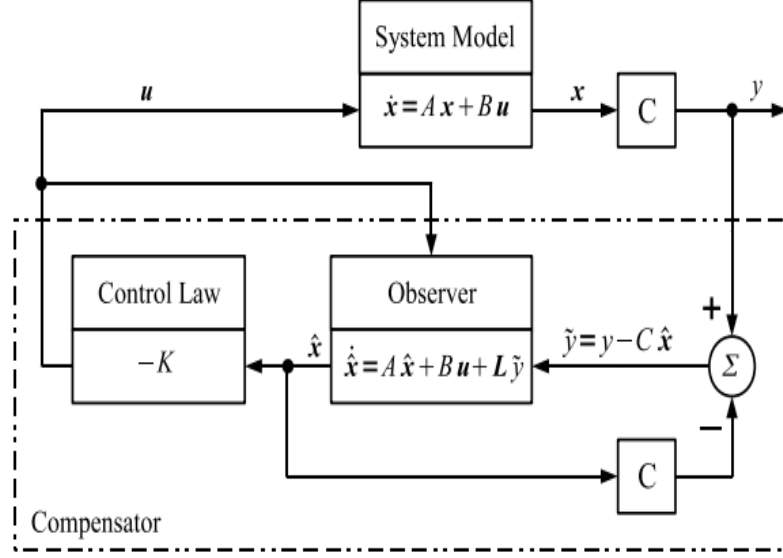 System Model
u
ẋ = A x + B u
x
C
y
Control Law
Observer
+
−K
x̂
x̂̇ = A x̂ + B u + L ỹ
ỹ = y − C x̂
Σ
−
C
Compensator